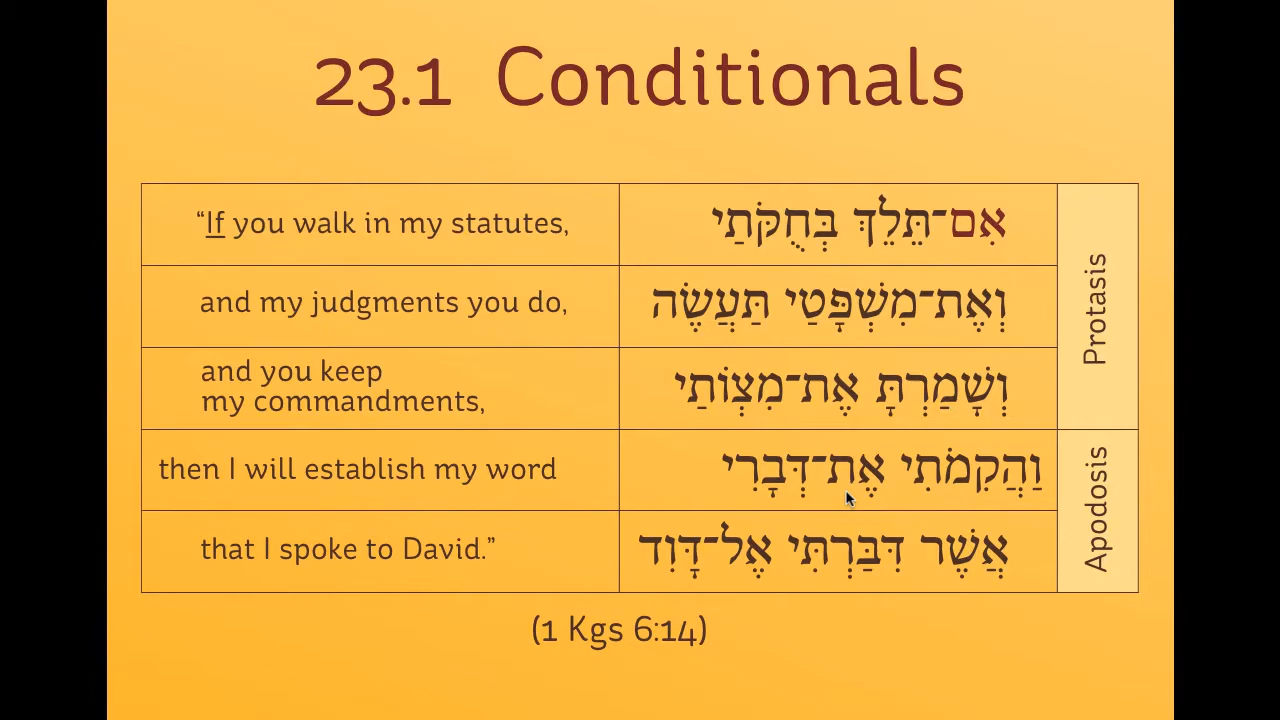 23.1 Conditionals
“If you walk in my statutes,
אִם־תֵּלֵךְ בְּחֻקֹּתַי
and my judgments you do,
וְאֶת־מִשְׁפָּטַי תַּעֲשֶׂה
and you keep
my commandments,
וְשָׁמַרְתָּ אֶת־מִצְוֹתַי
Protasis
then I will establish my word
וַהֲקִמֹתִי אֶת־דְּבָרִי
that I spoke to David.”
אֲשֶׁר דִּבַּרְתִּי אֶל־דָּוִד
Apodosis
(1 Kgs 6:14)